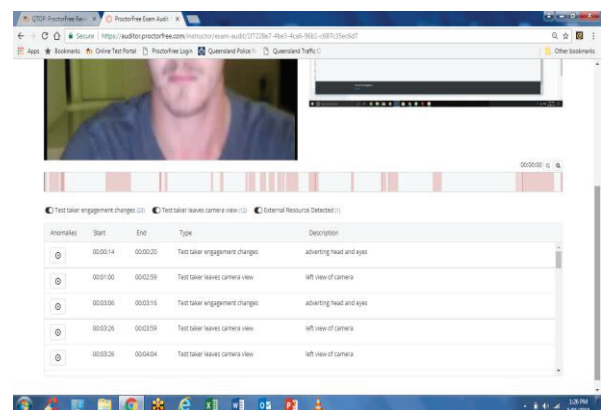 QTOP ProctorFree Rev
ProctorFree Exam Audit
Secure https://auditor.proctorfree.com/instructor/exam-audit/
Apps Bookmarks Online Test Portal ProctorFree Login Queensland Police Queensland Traffic Other bookmarks
00:00:00
Test taker engagement changes Test taker leaves camera view (12) External Resource Detected
Anomalies Start End Type Description
00:00:14 00:00:20 Test taker engagement changes adverting head and eyes
00:01:00 00:02:59 Test taker leaves camera view left view of camera
00:03:06 00:03:16 Test taker engagement changes adverting head and eyes
00:03:26 00:03:59 Test taker leaves camera view left view of camera
00:03:26 00:04:04 Test taker leaves camera view left view of camera
1:26 PM